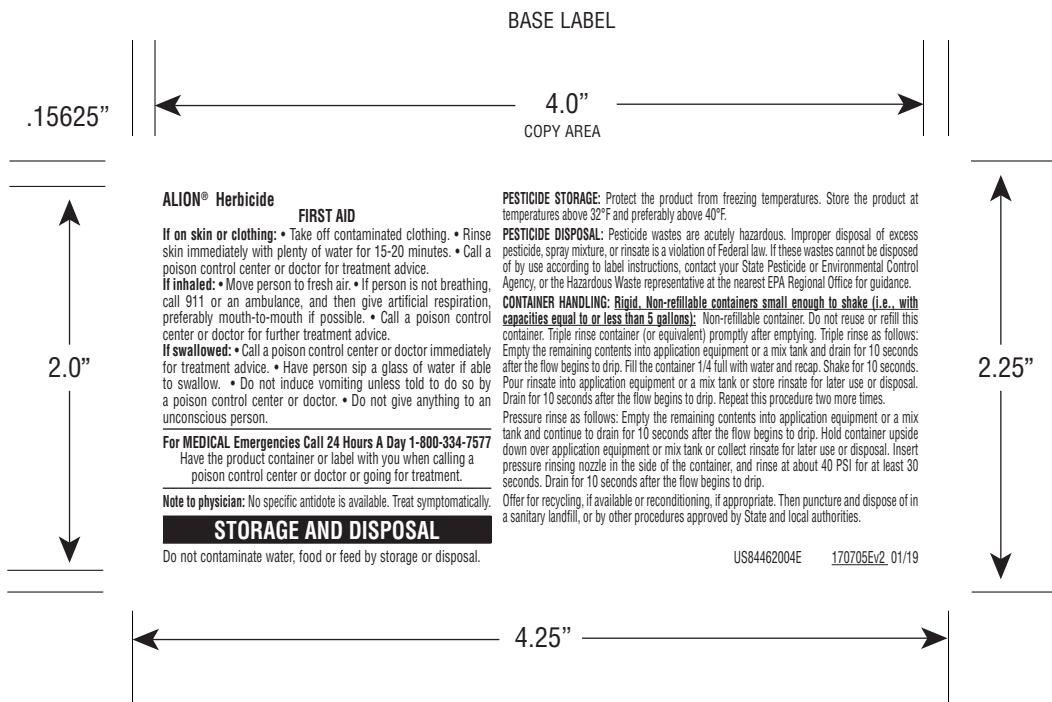 BASE LABEL
.15625”
4.0”
COPY AREA
2.0”
ALION® Herbicide
FIRST AID
If on skin or clothing: • Take off contaminated clothing. • Rinse
skin immediately with plenty of water for 15-20 minutes. • Call a
poison control center or doctor for treatment advice.
If inhaled: • Move person to fresh air. • If person is not breathing,
call 911 or an ambulance, and then give artificial respiration,
preferably mouth-to-mouth if possible. • Call a poison control
center or doctor for further treatment advice.
If swallowed: • Call a poison control center or doctor immediately
for treatment advice. • Have person sip a glass of water if able
to swallow. • Do not induce vomiting unless told to do so by
a poison control center or doctor. • Do not give anything to an
unconscious person.
For MEDICAL Emergencies Call 24 Hours A Day 1-800-334-7577
Have the product container or label with you when calling a
poison control center or doctor or going for treatment.
Note to physician: No specific antidote is available. Treat symptomatically.
STORAGE AND DISPOSAL
Do not contaminate water, food or feed by storage or disposal.
PESTICIDE STORAGE: Protect the product from freezing temperatures. Store the product at
temperatures above 32°F and preferably above 40°F.
PESTICIDE DISPOSAL: Pesticide wastes are acutely hazardous. Improper disposal of excess
pesticide, spray mixture, or rinsate is a violation of Federal law. If these wastes cannot be disposed
of by use according to label instructions, contact your State Pesticide or Environmental Control
Agency, or the Hazardous Waste representative at the nearest EPA Regional Office for guidance.
CONTAINER HANDLING: Rigid, Non-refillable containers small enough to shake (i.e., with
capacities equal to or less than 5 gallons): Non-refillable container. Do not reuse or refill this
container. Triple rinse container (or equivalent) promptly after emptying. Triple rinse as follows:
Empty the remaining contents into application equipment or a mix tank and drain for 10 seconds
after the flow begins to drip. Fill the container 1/4 full with water and recap. Shake for 10 seconds.
Pour rinsate into application equipment or a mix tank or store rinsate for later use or disposal.
Drain for 10 seconds after the flow begins to drip. Repeat this procedure two more times.
Pressure rinse as follows: Empty the remaining contents into application equipment or a mix
tank and continue to drain for 10 seconds after the flow begins to drip. Hold container upside
down over application equipment or mix tank or collect rinsate for later use or disposal. Insert
pressure rinsing nozzle in the side of the container, and rinse at about 40 PSI for at least 30
seconds. Drain for 10 seconds after the flow begins to drip.
Offer for recycling, if available or reconditioning, if appropriate. Then puncture and dispose of in
a sanitary landfill, or by other procedures approved by State and local authorities.
US84462004E 170705Ev2 01/19
2.25”
4.25”